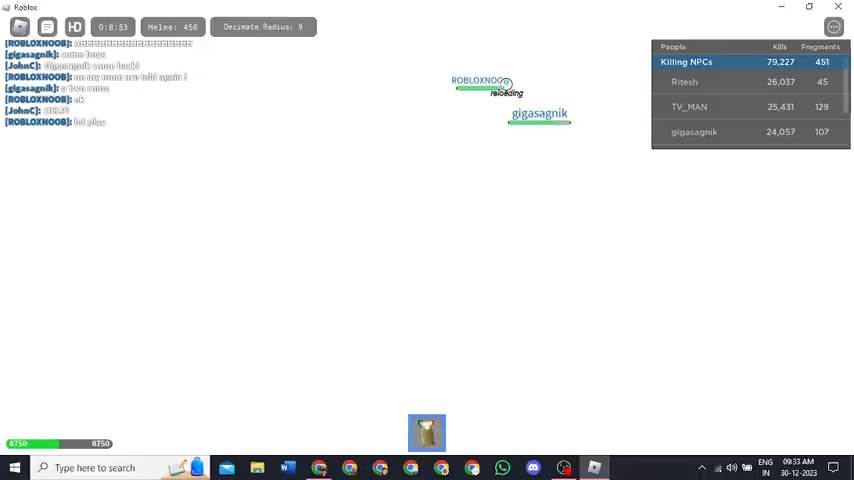 Roblox
HD
0:8:53
Melee: 456
Decimate Radius: 9
[ROBLOXNOOB]:
[gigasagnik]: come boys
[JohnC]: Gigasagnik come back!
[ROBLOXNOOB]: my mum are told again !
[gigasagnik]: o two come
[ROBLOXNOOB]: ok
[JohnC]: HELP!
[ROBLOXNOOB]: let play
ROBLOXNOOB
reloading
gigasagnik
People Kills Fragments
Killing NPCs 79,227 451
Ritesh 26,037 45
TV_MAN 25,431 129
gigasagnik 24,057 107
8750 8750
Type here to search
ENG
IN
09:33 AM
30-12-2023